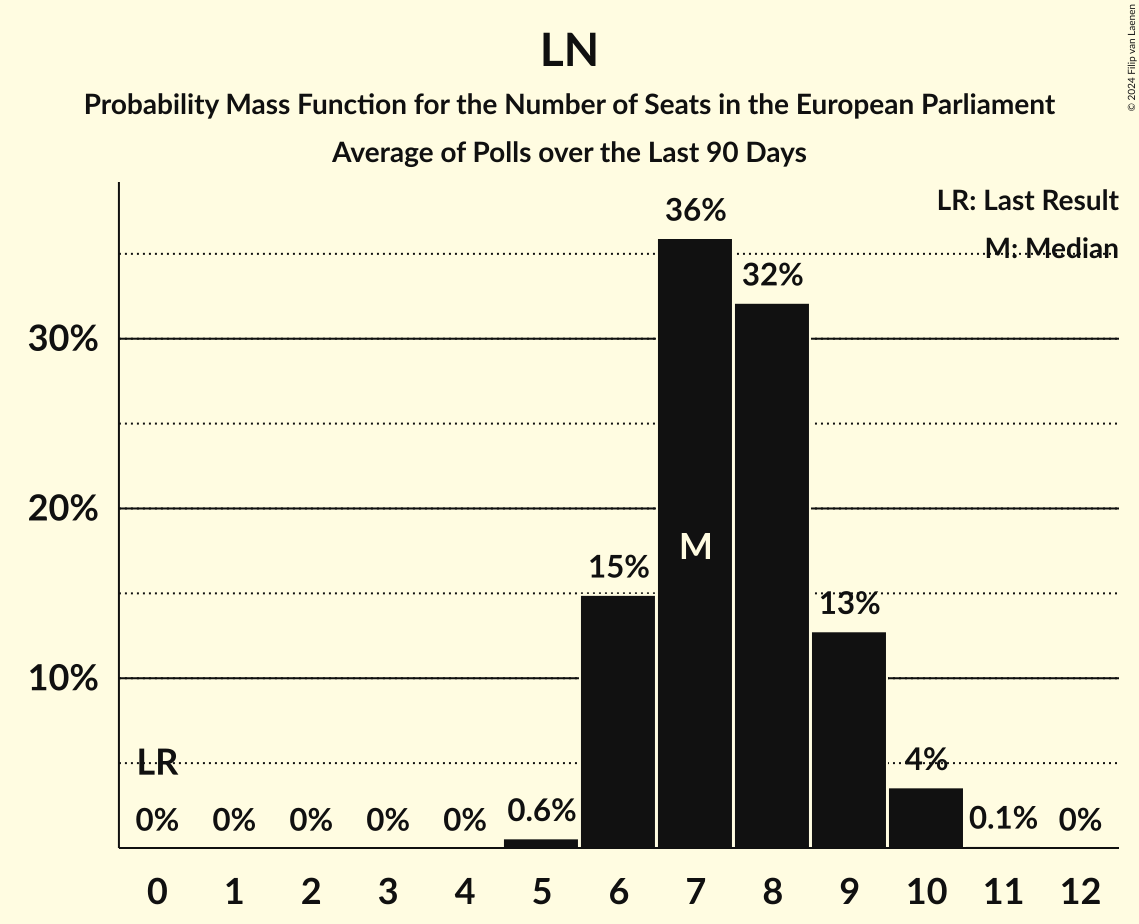 LN
Probability Mass Function for the Number of Seats in the European Parliament
Average of Polls over the Last 90 Days
© 2024 Filip van Laenen
LR: Last Result
M: Median
36%
32%
30%
20%
M
15%
13%
10%
LR
4%
0%
0%
0%
0%
0%
0.6%
0.1%
0%
0 1 2 3 4 5 6 7 8 9 10 11 12